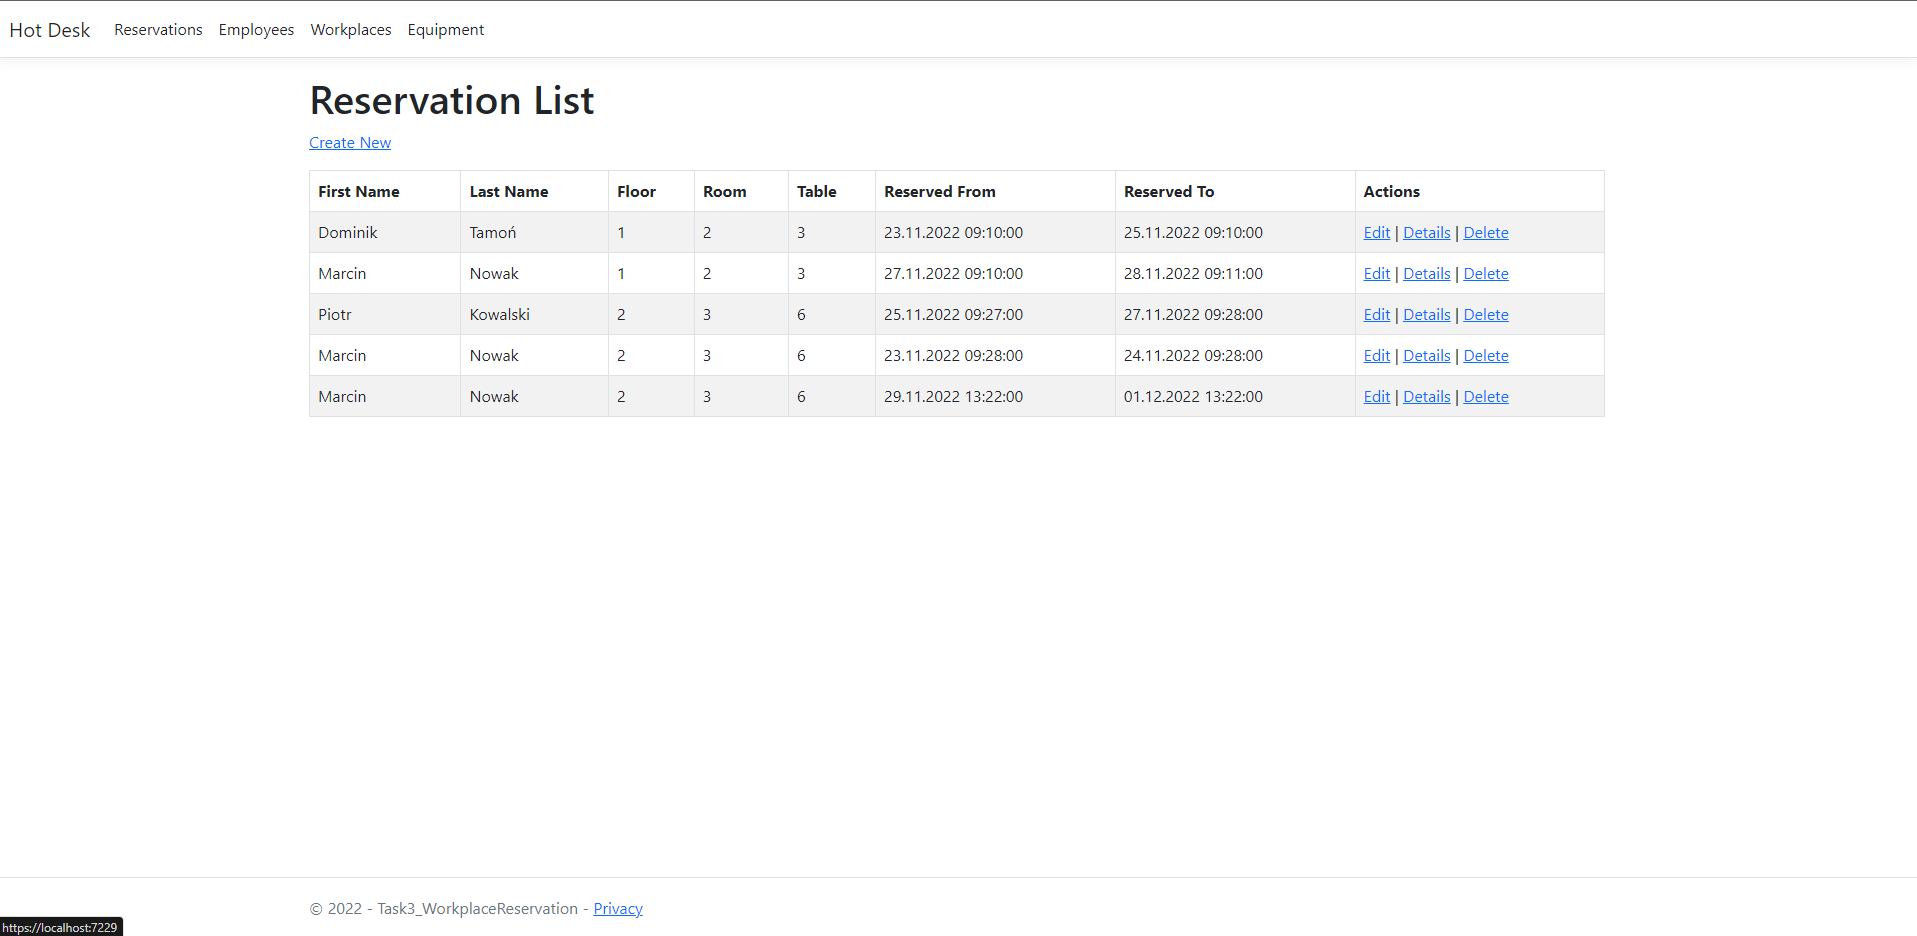 Hot Desk Reservations Employees Workplaces Equipment
Reservation List
Create New
First Name Last Name Floor Room Table Reserved From Reserved To Actions
Dominik Tamoń 1 2 3 23.11.2022 09:10:00 25.11.2022 09:10:00 Edit | Details | Delete
Marcin Nowak 1 2 3 27.11.2022 09:10:00 28.11.2022 09:11:00 Edit | Details | Delete
Piotr Kowalski 2 3 6 25.11.2022 09:27:00 27.11.2022 09:28:00 Edit | Details | Delete
Marcin Nowak 2 3 6 23.11.2022 09:28:00 24.11.2022 09:28:00 Edit | Details | Delete
Marcin Nowak 2 3 6 29.11.2022 13:22:00 01.12.2022 13:22:00 Edit | Details | Delete
© 2022 - Task3_WorkplaceReservation - Privacy
https://localhost:7229